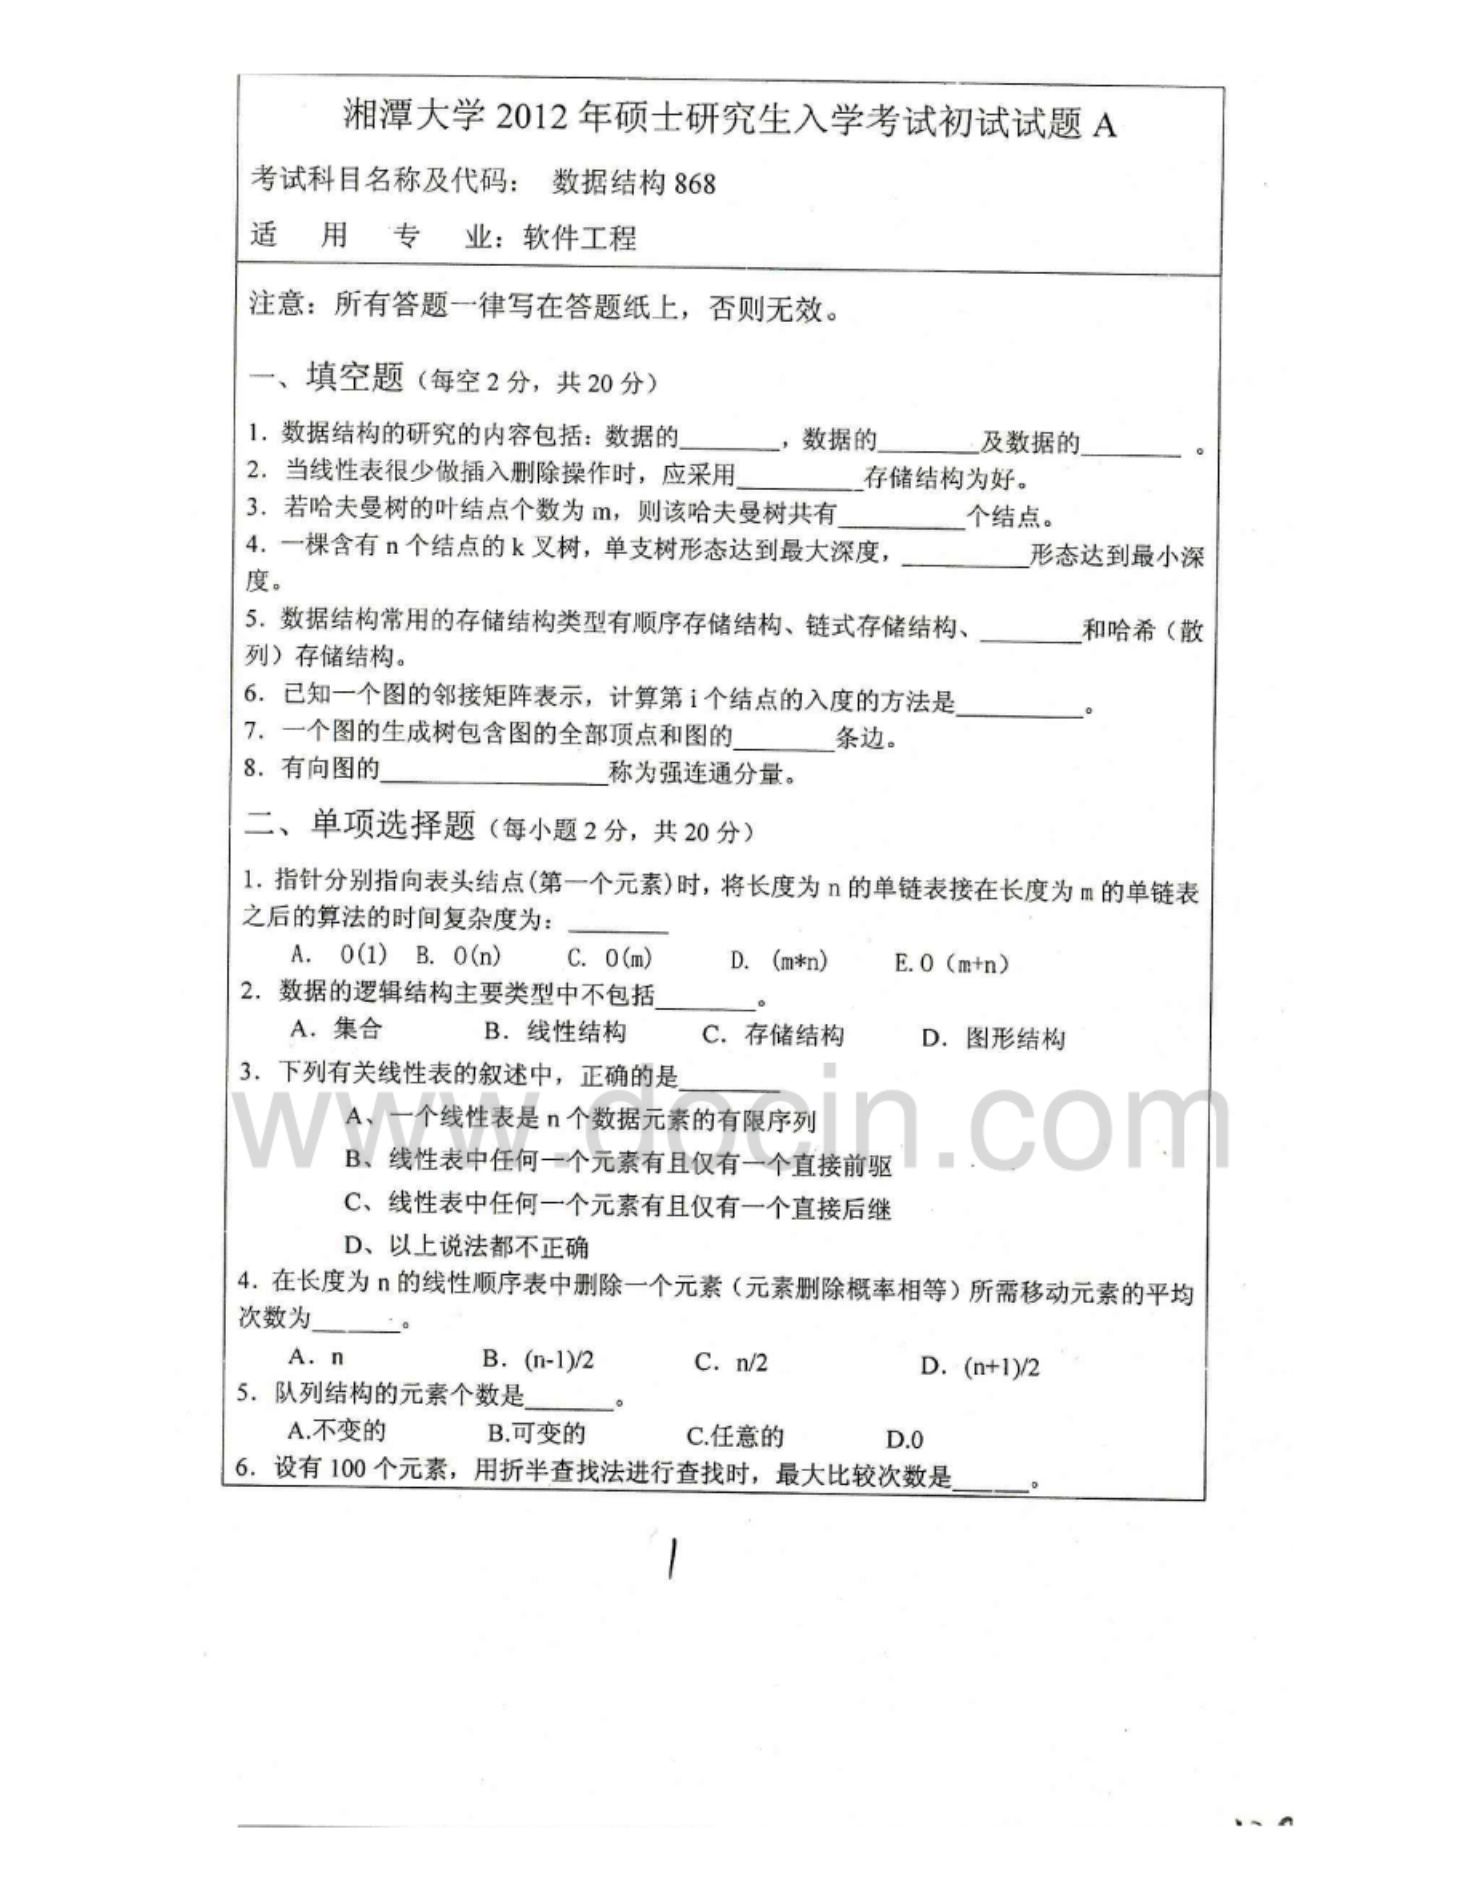 湘潭大学 2012 年硕士研究生入学考试初试试题 A
考试科目名称及代码： 数据结构 868
适 用 专 业：软件工程
注意：所有答题一律写在答题纸上，否则无效。
一、填空题（每空 2 分，共 20 分）
1．数据结构的研究的内容包括：数据的________，数据的________及数据的________ 。
2．当线性表很少做插入删除操作时，应采用__________存储结构为好。
3．若哈夫曼树的叶结点个数为 m，则该哈夫曼树共有__________个结点。
4．一棵含有 n 个结点的 k 叉树，单支树形态达到最大深度，__________形态达到最小深
度。
5．数据结构常用的存储结构类型有顺序存储结构、链式存储结构、________和哈希（散
列）存储结构。
6．已知一个图的邻接矩阵表示，计算第 i 个结点的入度的方法是__________。
7．一个图的生成树包含图的全部顶点和图的________条边。
8．有向图的__________________称为强连通分量。
二、单项选择题（每小题 2 分，共 20 分）
1. 指针分别指向表头结点(第一个元素)时，将长度为 n 的单链表接在长度为 m 的单链表
之后的算法的时间复杂度为：________
A. O(1) B. O(n) C. O(m) D. (m*n) E.O（m+n）
2．数据的逻辑结构主要类型中不包括________。
A．集合 B．线性结构 C．存储结构 D．图形结构
3．下列有关线性表的叙述中，正确的是________
A、一个线性表是 n 个数据元素的有限序列
B、线性表中任何一个元素有且仅有一个直接前驱
C、线性表中任何一个元素有且仅有一个直接后继
D、以上说法都不正确
4．在长度为 n 的线性顺序表中删除一个元素（元素删除概率相等）所需移动元素的平均
次数为_______。
A．n B．(n-1)/2 C．n/2 D．(n+1)/2
5．队列结构的元素个数是_______。
A.不变的 B.可变的 C.任意的 D.0
6．设有 100 个元素，用折半查找法进行查找时，最大比较次数是______。
www.docin.com
1